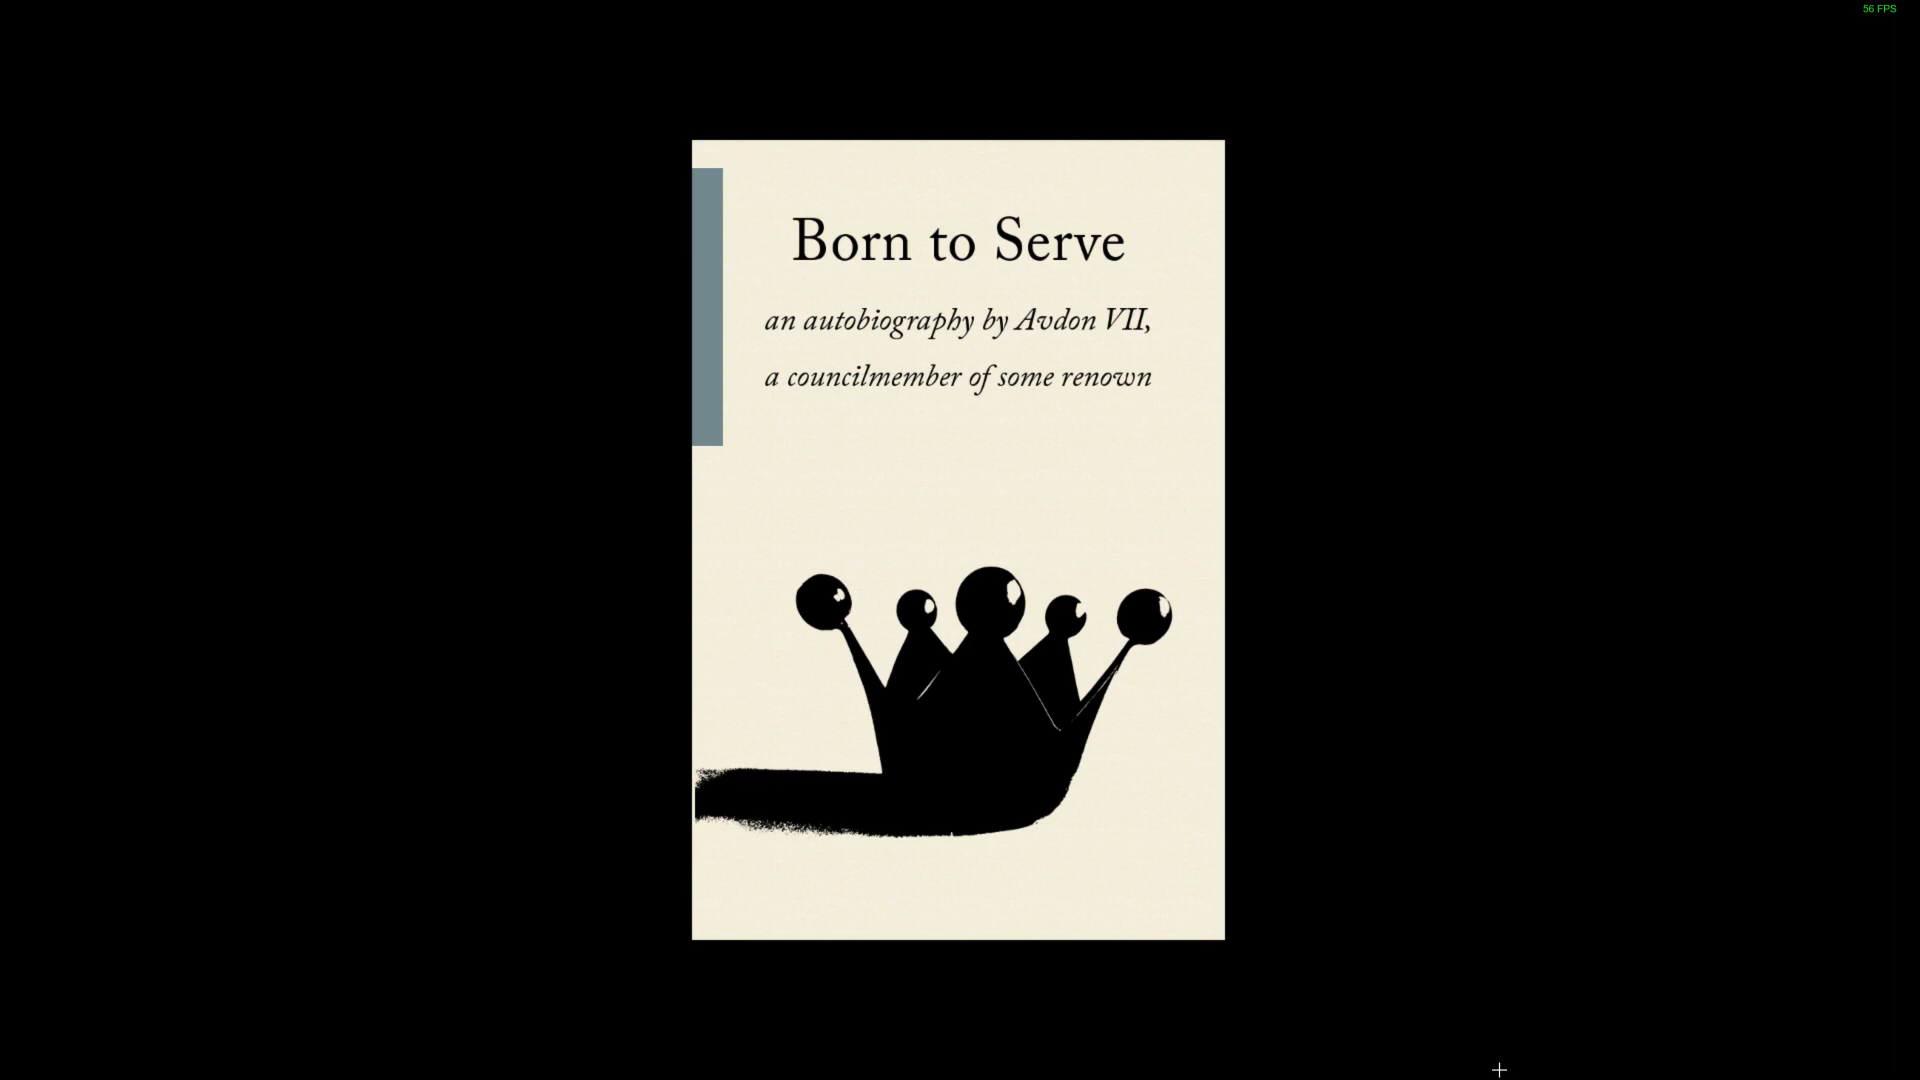 56 FPS
Born to Serve
an autobiography by Avdon VII,
a councilmember of some renown